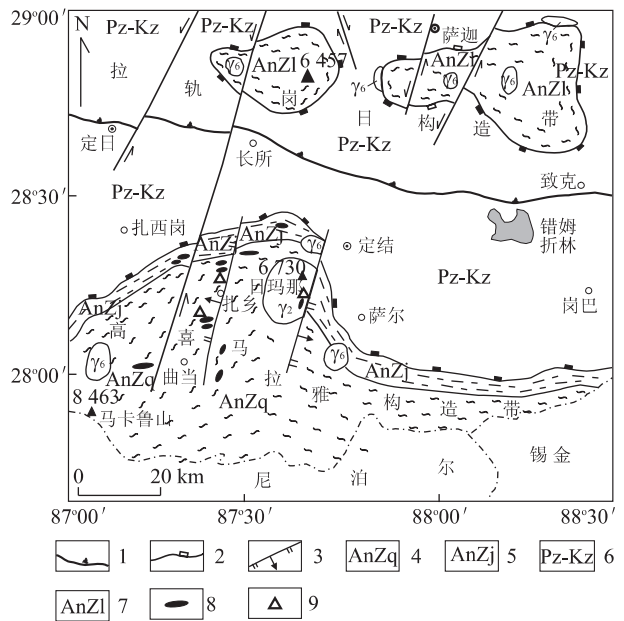 29°00′
N
Pz-Kz
Pz-Kz
Pz-Kz
萨迦
γ6
Pz-Kz
拉 轨 岗 日 构 造 带
γ6
AnZl
6 457
γ6
AnZl
γ6
γ6
AnZl
定日
长所
Pz-Kz
Pz-Kz
28°30′
致克
扎西岗
AnZj
AnZj
γ6
定结
错姆
折林
6 730
日玛那
γ2
Pz-Kz
扎乡
岗巴
AnZj
萨尔
高 喜 马 拉 雅 构 造 带
γ6
γ6
28°00′
AnZq
曲当
AnZj
8 463
马卡鲁山
AnZq
尼 泊 尔
锡金
0 20 km
87°00′ 87°30′ 88°00′ 88°30′
1 2 3 AnZq 4 AnZj 5 Pz-Kz 6
AnZl 7 8 9